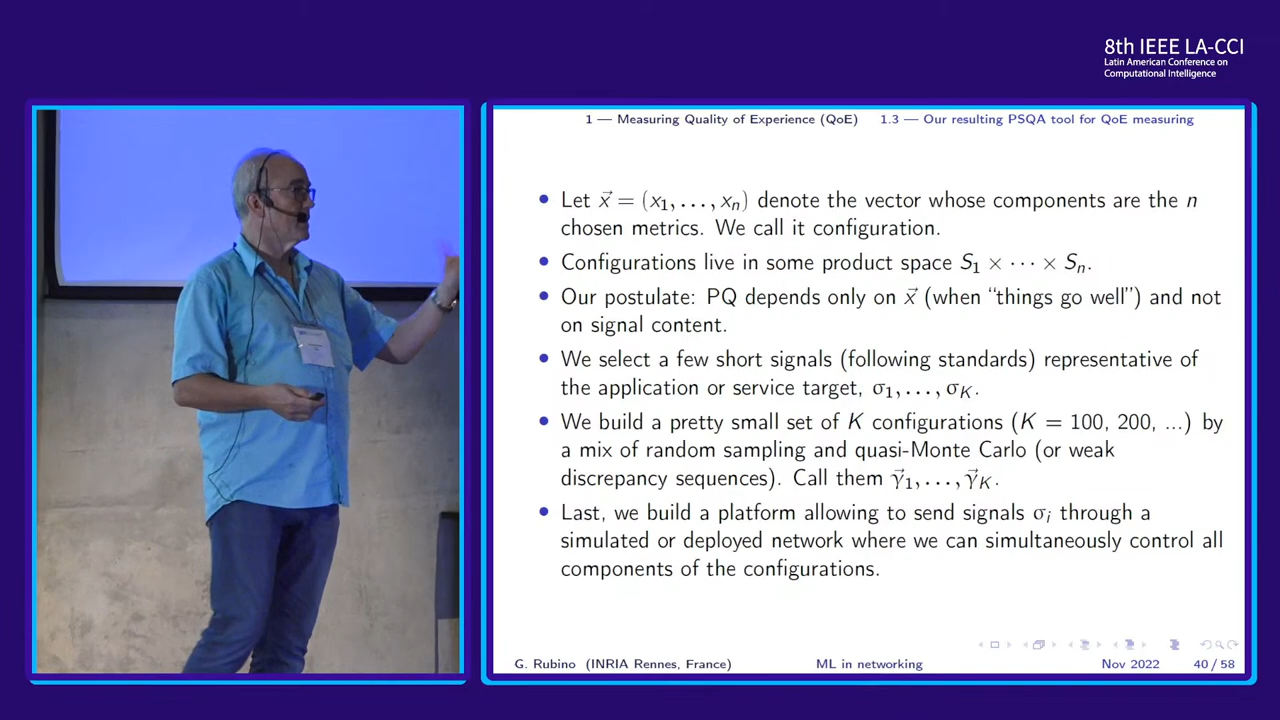 8th IEEE LA-CCI
Latin American Conference on
Computational Intelligence
1 — Measuring Quality of Experience (QoE) 1.3 — Our resulting PSQA tool for QoE measuring
• Let x⃗ = (x₁, . . . , xₙ) denote the vector whose components are the n
chosen metrics. We call it configuration.
• Configurations live in some product space S₁ × · · · × Sₙ.
• Our postulate: PQ depends only on x⃗ (when “things go well”) and not
on signal content.
• We select a few short signals (following standards) representative of
the application or service target, σ₁, . . . , σ_K.
• We build a pretty small set of K configurations (K = 100, 200, ...) by
a mix of random sampling and quasi-Monte Carlo (or weak
discrepancy sequences). Call them γ⃗₁, . . . , γ⃗_K.
• Last, we build a platform allowing to send signals σᵢ through a
simulated or deployed network where we can simultaneously control all
components of the configurations.
G. Rubino (INRIA Rennes, France) ML in networking Nov 2022 40 / 58